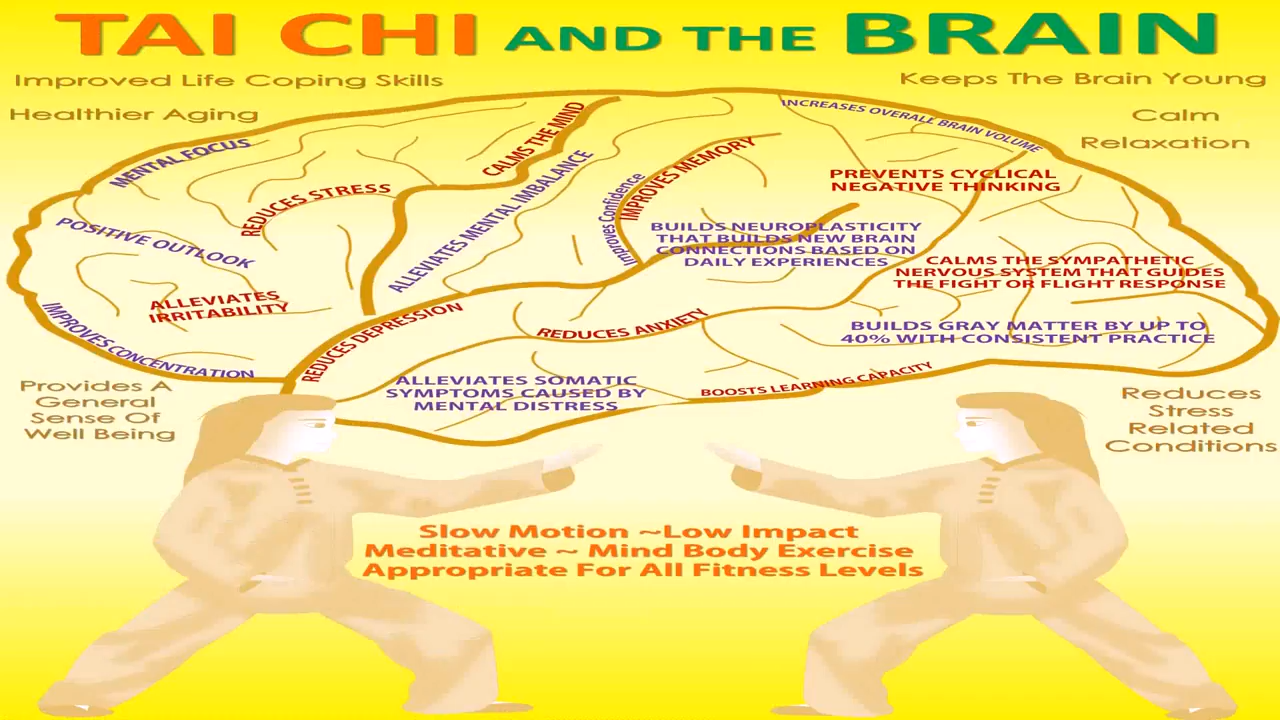 TAI CHI AND THE BRAIN
Improved Life Coping Skills
Keeps The Brain Young
Healthier Aging
Calm
Relaxation
MENTAL FOCUS
REDUCES STRESS
CALMS THE MIND
POSITIVE OUTLOOK
ALLEVIATES MENTAL IMBALANCE
Improves Confidence
IMPROVES MEMORY
INCREASES OVERALL BRAIN VOLUME
PREVENTS CYCLICAL
NEGATIVE THINKING
BUILDS NEUROPLASTICITY
THAT BUILDS NEW BRAIN
CONNECTIONS BASED ON
DAILY EXPERIENCES
CALMS THE SYMPATHETIC
NERVOUS SYSTEM THAT GUIDES
THE FIGHT OR FLIGHT RESPONSE
ALLEVIATES
IRRITABILITY
IMPROVES CONCENTRATION
REDUCES DEPRESSION
REDUCES ANXIETY
BUILDS GRAY MATTER BY UP TO
40% WITH CONSISTENT PRACTICE
ALLEVIATES SOMATIC
SYMPTOMS CAUSED BY
MENTAL DISTRESS
BOOSTS LEARNING CAPACITY
Provides A
General
Sense Of
Well Being
Reduces
Stress
Related
Conditions
Slow Motion ~Low Impact
Meditative ~ Mind Body Exercise
Appropriate For All Fitness Levels